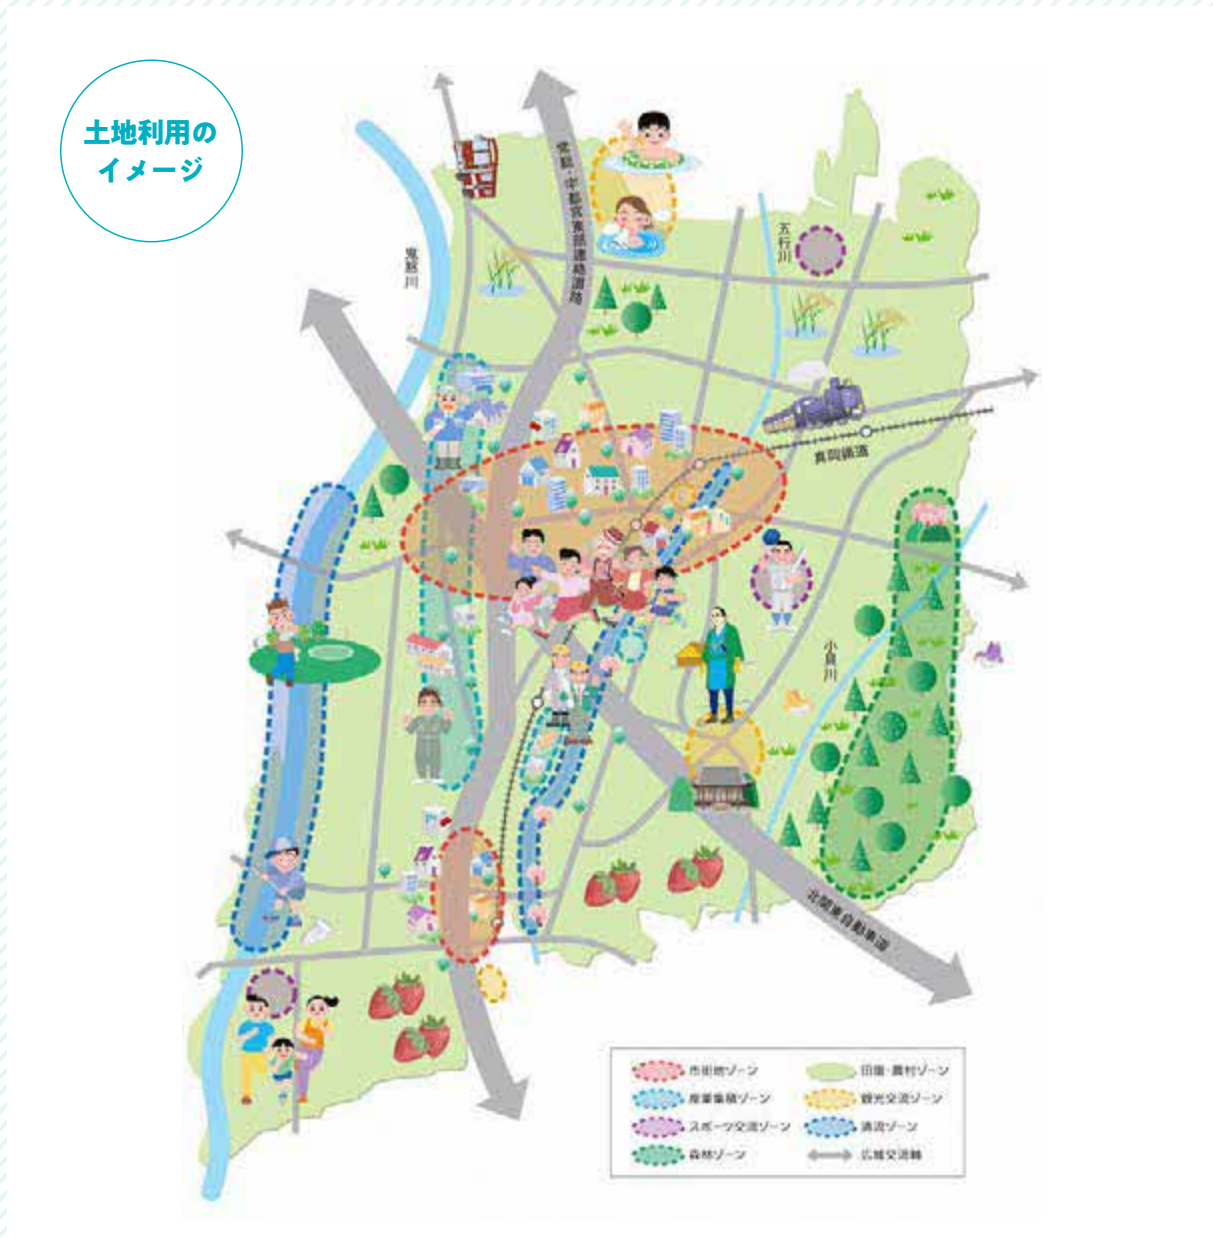 土地利用の
イメージ
常総・宇都宮東部連絡道路
鬼怒川
五行川
真岡鐵道
小貝川
北関東自動車道
市街地ゾーン
田園・農村ゾーン
産業集積ゾーン
観光交流ゾーン
スポーツ交流ゾーン
清流ゾーン
森林ゾーン
広域交流軸